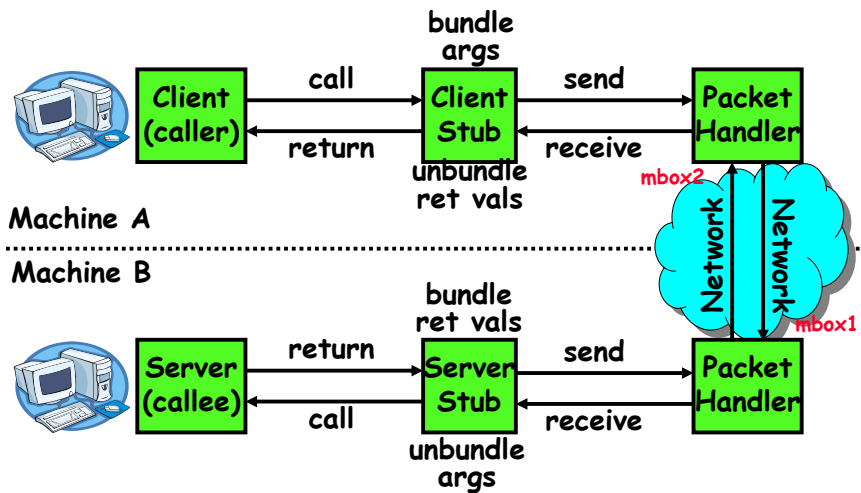 bundle
args
call
send
Client
(caller)
Client
Stub
Packet
Handler
return
receive
unbundle
ret vals
mbox2
Machine A
Network
Network
Machine B
mbox1
bundle
ret vals
return
send
Server
(callee)
Server
Stub
Packet
Handler
call
receive
unbundle
args